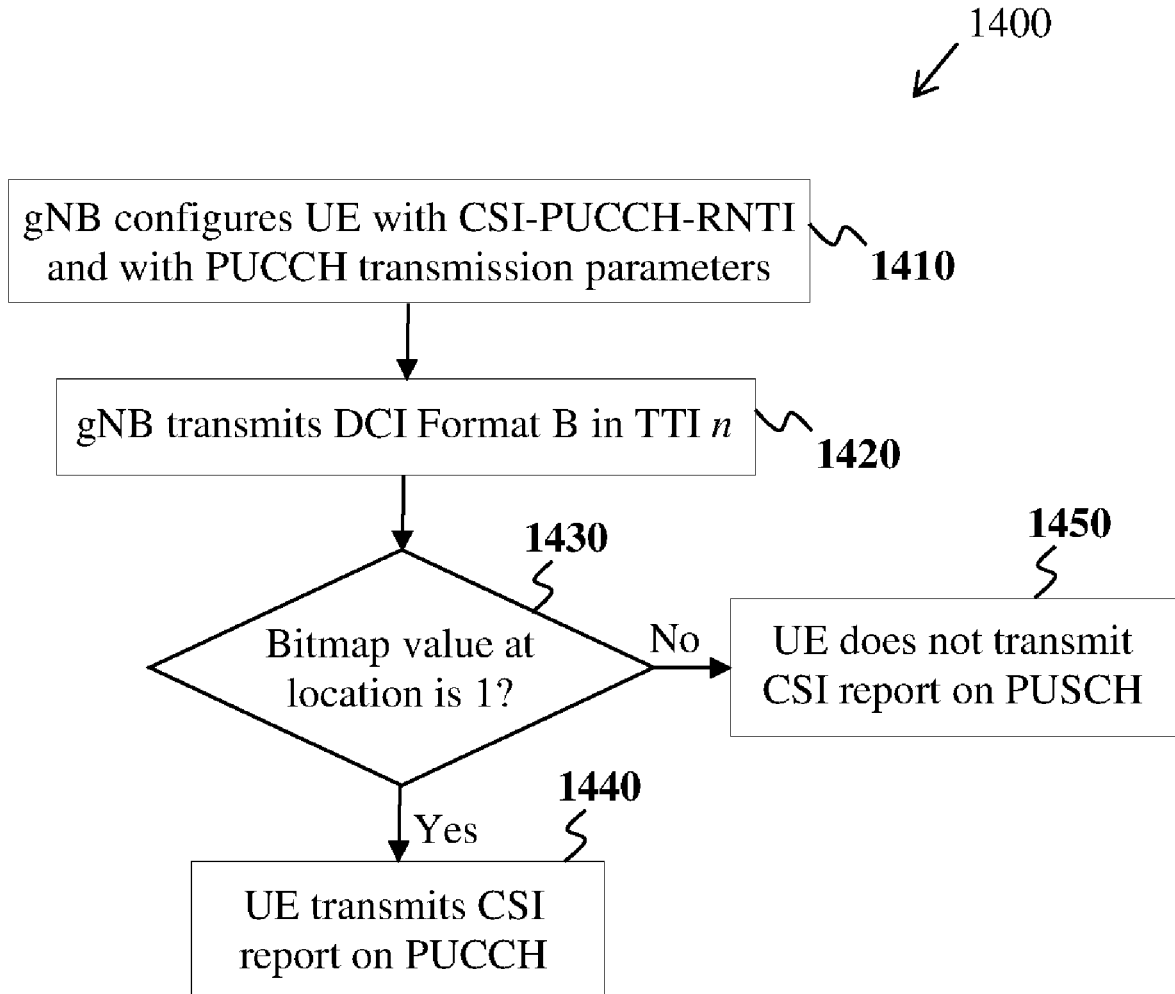 1400
gNB configures UE with CSI-PUCCH-RNTI
and with PUCCH transmission parameters
1410
gNB transmits DCI Format B in TTI n
1420
1430
Bitmap value at
location is 1?
No
1450
UE does not transmit
CSI report on PUSCH
Yes
1440
UE transmits CSI
report on PUCCH